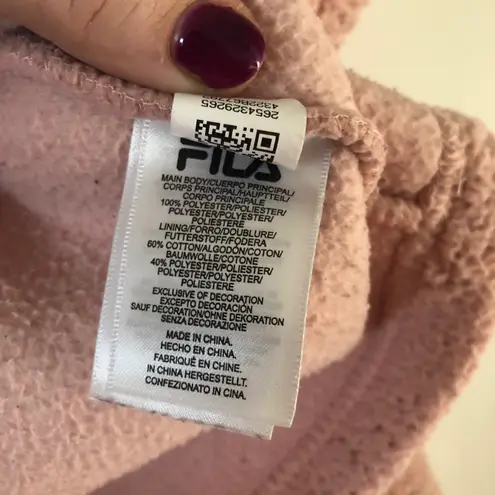 2654329265
FILA
MAIN BODY/CUERPO PRINCIPAL/
CORPS PRINCIPAL/HAUPTTEIL/
CORPO PRINCIPALE
100% POLYESTER/POLIESTER/
POLYESTER/POLYESTER/
POLIESTERE
LINING/FORRO/DOUBLURE/
FUTTERSTOFF/FODERA
60% COTTON/ALGODÓN/COTON/
BAUMWOLLE/COTONE
40% POLYESTER/POLIESTER/
POLYESTER/POLYESTER/
POLIESTERE
EXCLUSIVE OF DECORATION
EXCEPTO DECORACIÓN
SAUF DECORATION/OHNE DEKORATION
SENZA DECORAZIONE
MADE IN CHINA.
HECHO EN CHINA.
FABRIQUÉ EN CHINE.
IN CHINA HERGESTELLT.
CONFEZIONATO IN CINA.